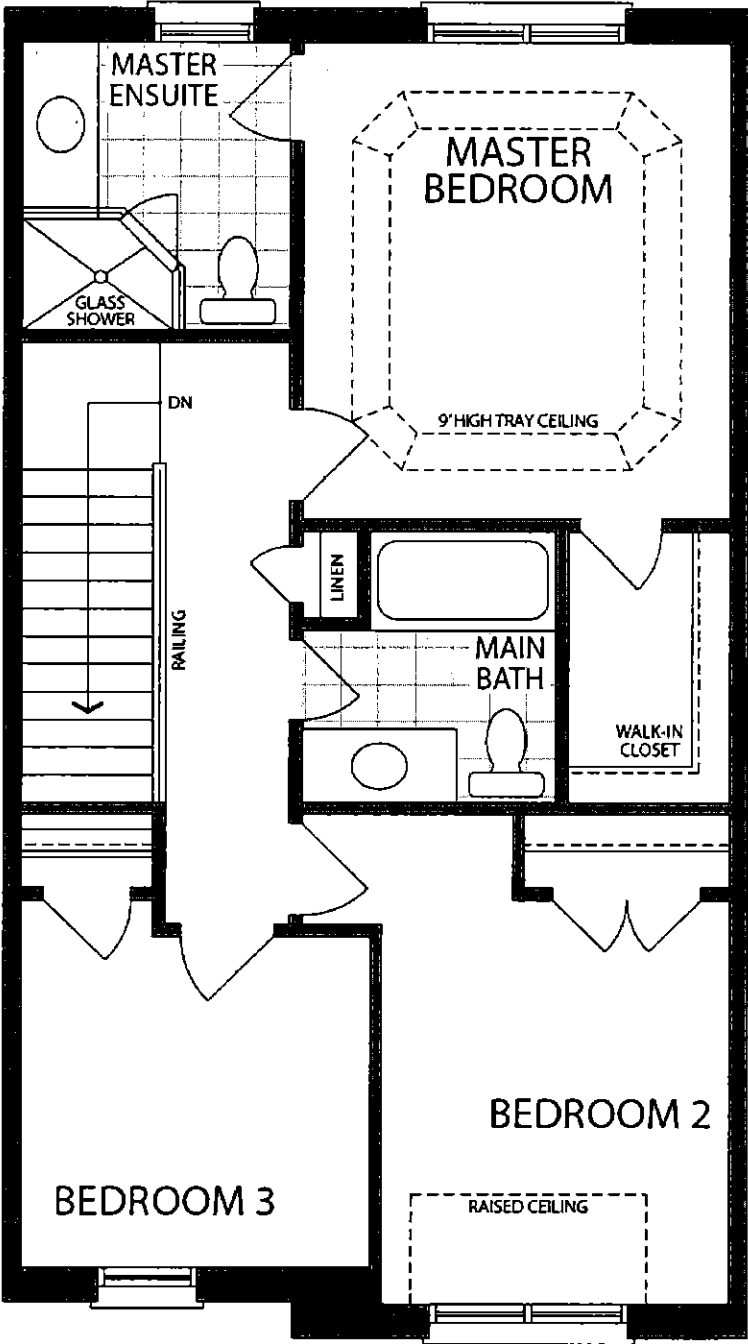 MASTER
ENSUITE
MASTER
BEDROOM
GLASS
SHOWER
DN
9'HIGH TRAY CEILING
LINEN
RAILING
MAIN
BATH
WALK-IN
CLOSET
BEDROOM 2
BEDROOM 3
RAISED CEILING